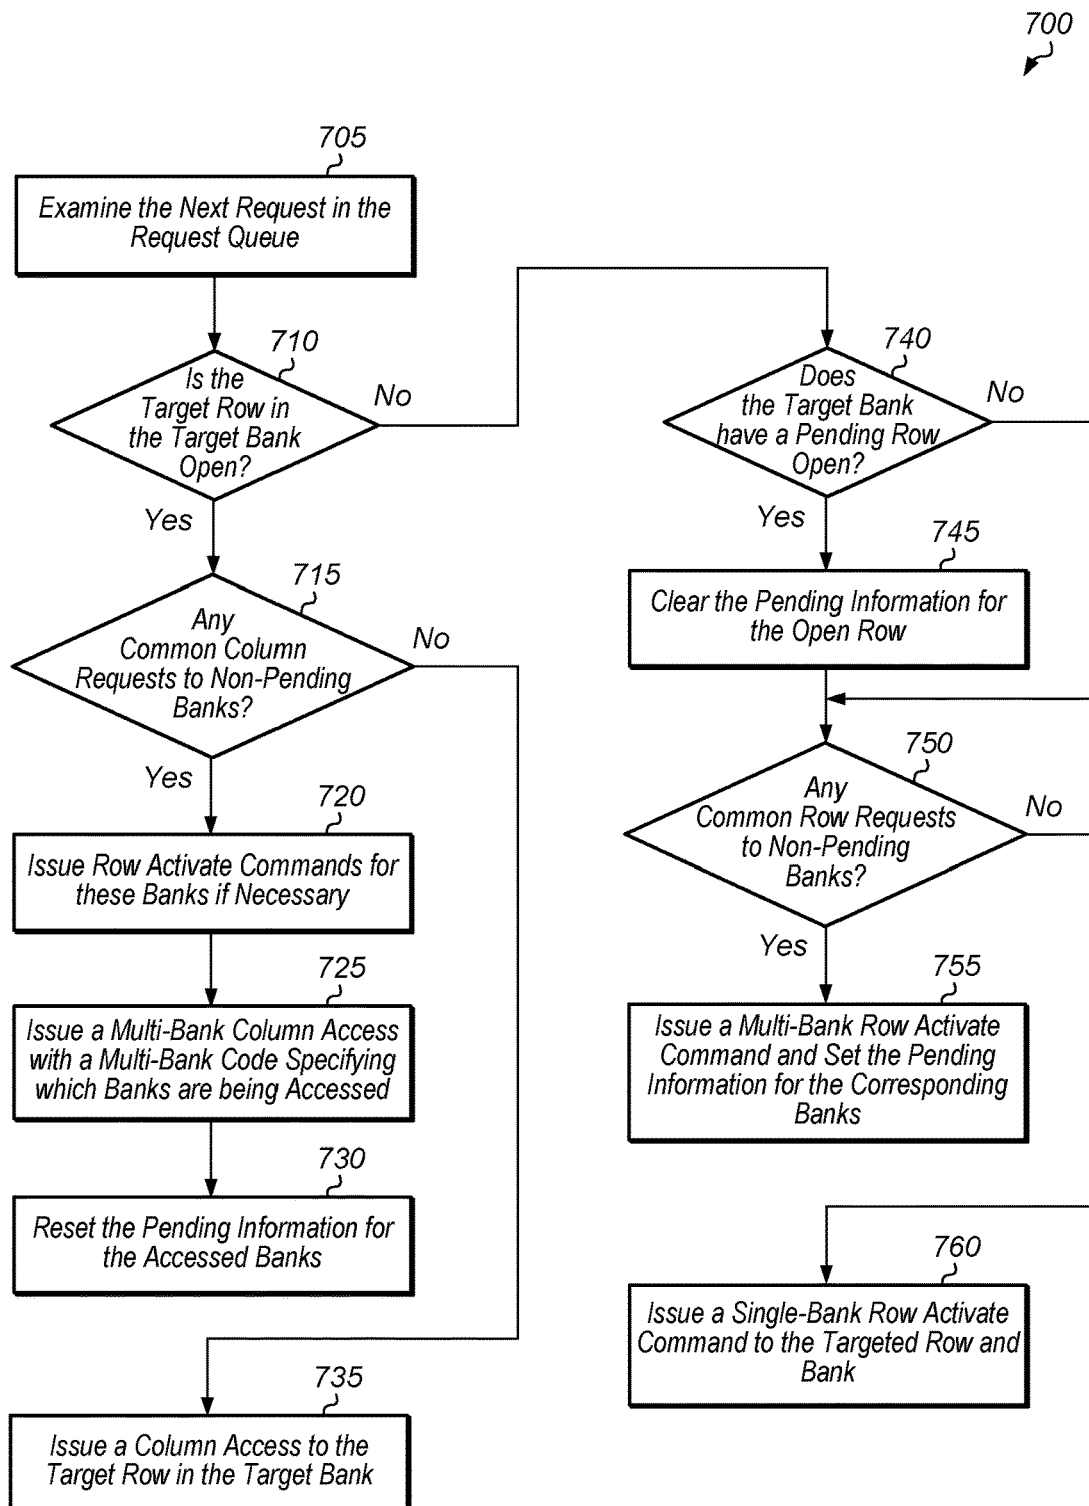 700
705
Examine the Next Request in the
Request Queue
710
Is the
Target Row in
the Target Bank
Open?
No
Yes
715
Any
Common Column
Requests to Non-Pending
Banks?
No
Yes
720
Issue Row Activate Commands for
these Banks if Necessary
725
Issue a Multi-Bank Column Access
with a Multi-Bank Code Specifying
which Banks are being Accessed
730
Reset the Pending Information for
the Accessed Banks
735
Issue a Column Access to the
Target Row in the Target Bank
740
Does
the Target Bank
have a Pending Row
Open?
No
Yes
745
Clear the Pending Information for
the Open Row
750
Any
Common Row Requests
to Non-Pending
Banks?
No
Yes
755
Issue a Multi-Bank Row Activate
Command and Set the Pending
Information for the Corresponding
Banks
760
Issue a Single-Bank Row Activate
Command to the Targeted Row and
Bank